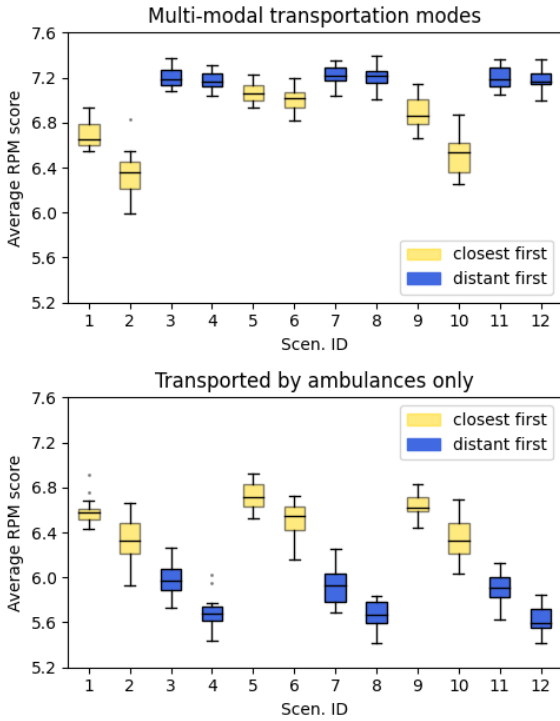 Multi-modal transportation modes
7.6
7.2
6.8
6.4
6.0
5.6
5.2
Average RPM score
closest first
distant first
1 2 3 4 5 6 7 8 9 10 11 12
Scen. ID
Transported by ambulances only
7.6
7.2
6.8
6.4
6.0
5.6
5.2
Average RPM score
closest first
distant first
1 2 3 4 5 6 7 8 9 10 11 12
Scen. ID